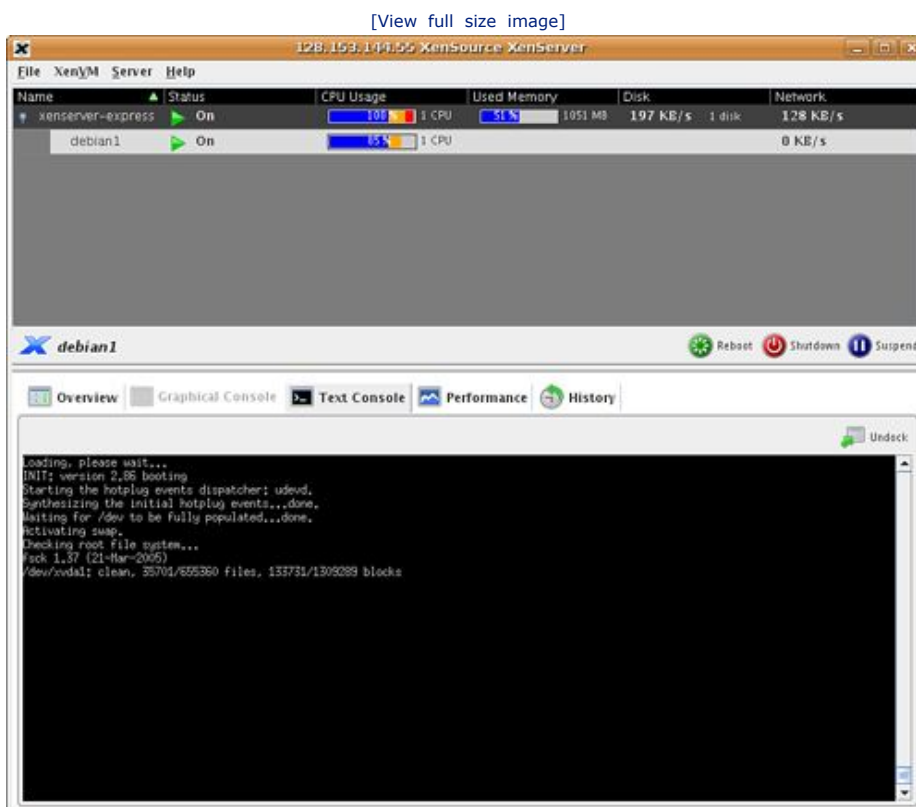 [View full size image]
128.153.144.55 XenSource XenServer
File XenVM Server Help
Name Status CPU Usage Used Memory Disk Network
xenserver-express On 100% 1 CPU 51% 1051 MB 197 KB/s 1 disk 128 KB/s
debian1 On 85% 1 CPU 0 KB/s
debian1 Reboot Shutdown Suspend
Overview Graphical Console Text Console Performance History
Undock
Loading, please wait...
INIT: version 2.86 booting
Starting the hotplug events dispatcher: udevd.
Synthesizing the initial hotplug events...done.
Waiting for /dev to be fully populated...done.
Activating swap.
Checking root file system...
fsck 1.37 (21-Mar-2005)
/dev/xvda1: clean, 35701/655360 files, 133731/1309289 blocks